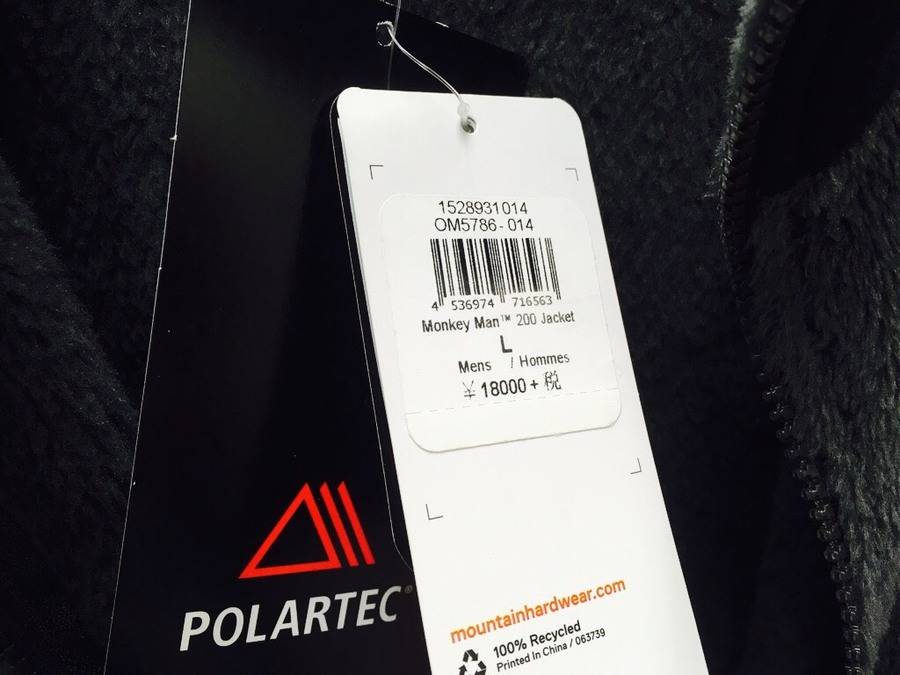 1528931014
OM5786-014
4 536974 716563
Monkey Man™ 200 Jacket
L
Mens / Hommes
¥18000+税
POLARTEC®
mountainhardwear.com
100% Recycled
Printed in China / 063739